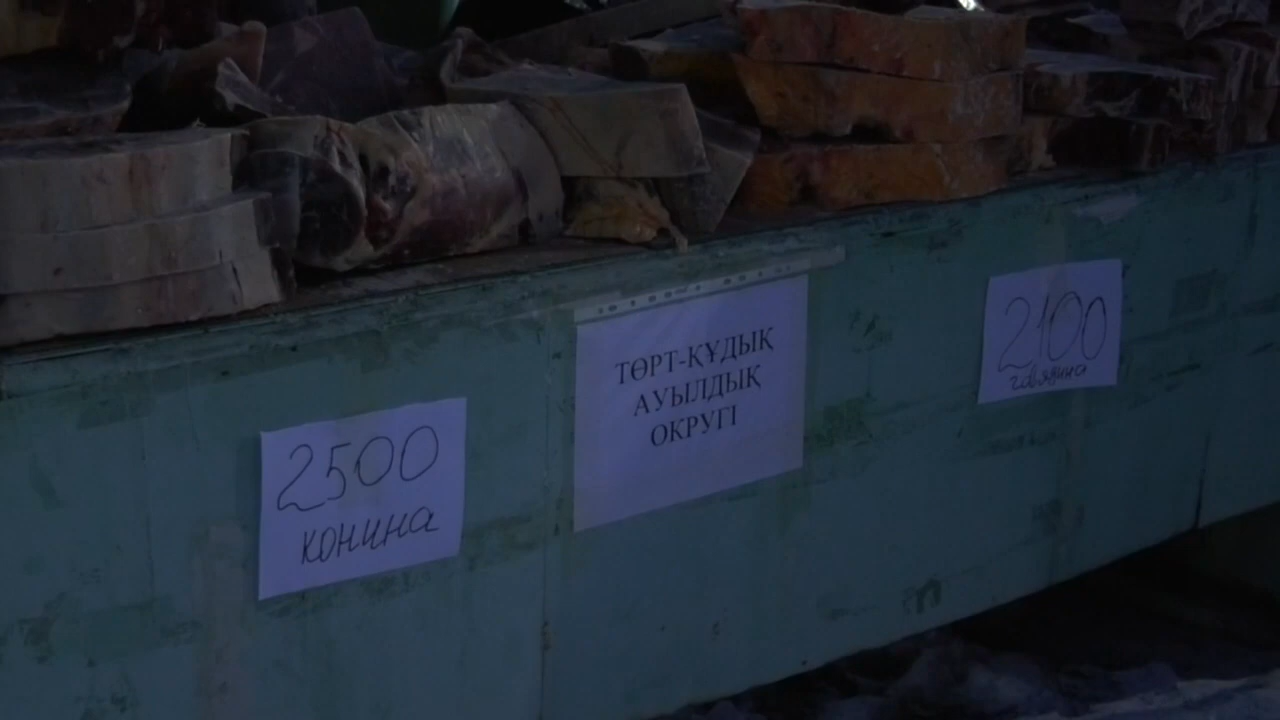 2500
конина
ТӨРТ-ҚҰДЫҚ
АУЫЛДЫҚ
ОКРУГІ
2100
говядина